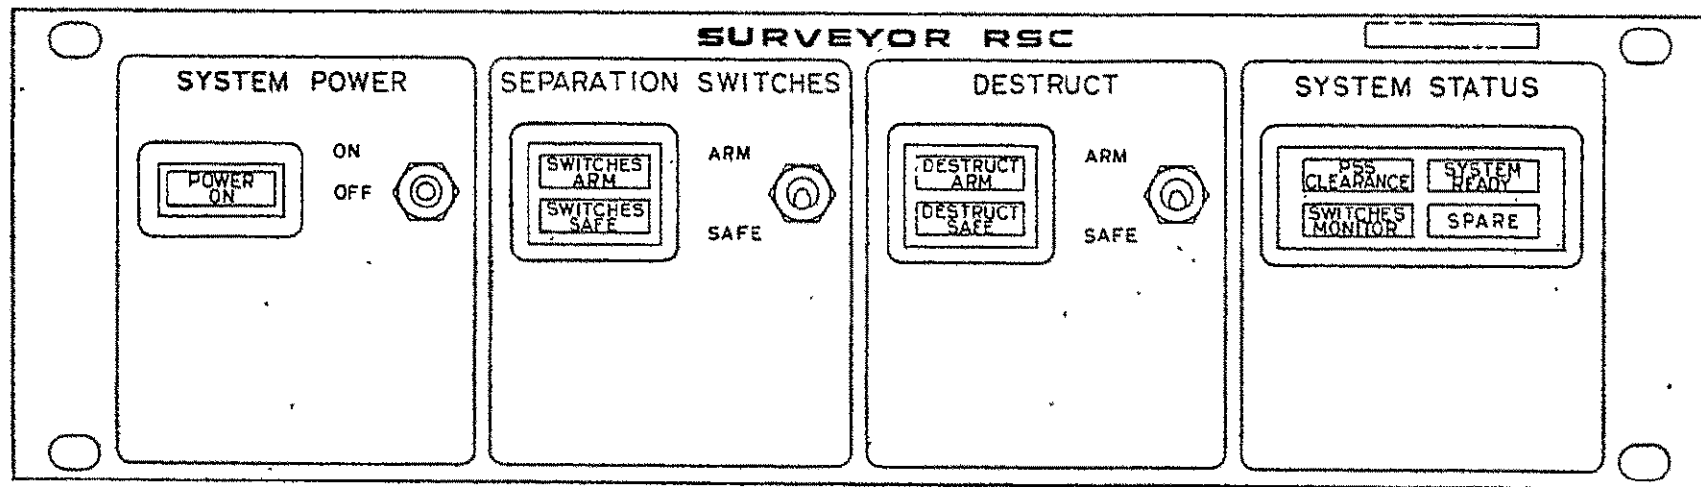 SURVEYOR RSC
SYSTEM POWER
POWER
ON
ON
OFF
SEPARATION SWITCHES
SWITCHES
ARM
SWITCHES
SAFE
ARM
SAFE
DESTRUCT
DESTRUCT
ARM
DESTRUCT
SAFE
ARM
SAFE
SYSTEM STATUS
RSS
CLEARANCE
SYSTEM
READY
SWITCHES
MONITOR
SPARE